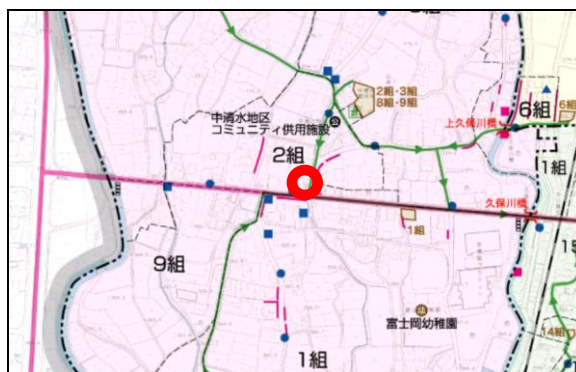 2組・3組
8組・9組
中清水地区
コミュニティ供用施設
上久保川橋
6組
6組
2組
1組
久保川橋
1組
9組
富士岡幼稚園
14組
1組